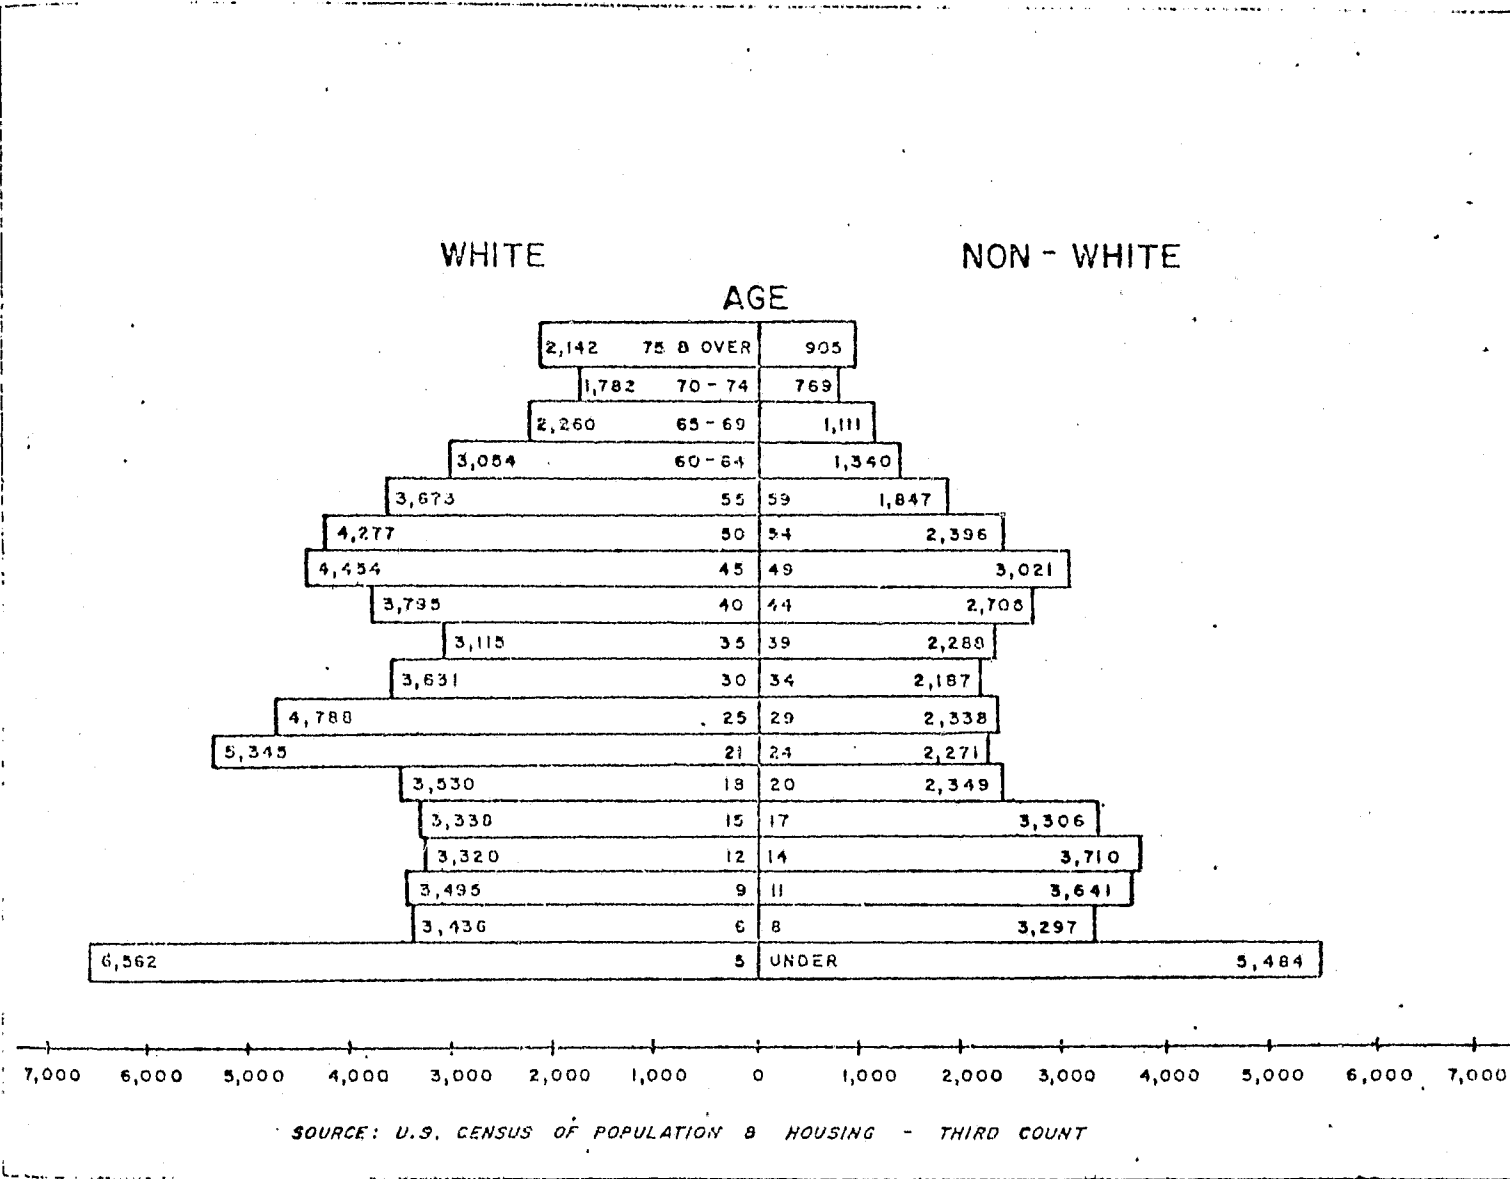 WHITE NON - WHITE
AGE
2,142 75 & OVER 905
1,782 70 - 74 769
2,260 65 - 69 1,111
3,054 60 - 64 1,340
3,673 55 59 1,847
4,277 50 54 2,396
4,454 45 49 3,021
3,795 40 44
3,115 35 39 2,288
3,631 30 34 2,187
4,788 25 29 2,338
5,345 21 24 2,271
3,530 18 20 2,349
3,338 15 17 3,306
3,320 12 14 3,710
3,495 9 11 3,641
3,436 6 8 3,297
6,562 5 UNDER 5,484
7,000 6,000 5,000 4,000 3,000 2,000 1,000 0 1,000 2,000 3,000 4,000 5,000 6,000 7,000
SOURCE: U.S. CENSUS OF POPULATION & HOUSING - THIRD COUNT